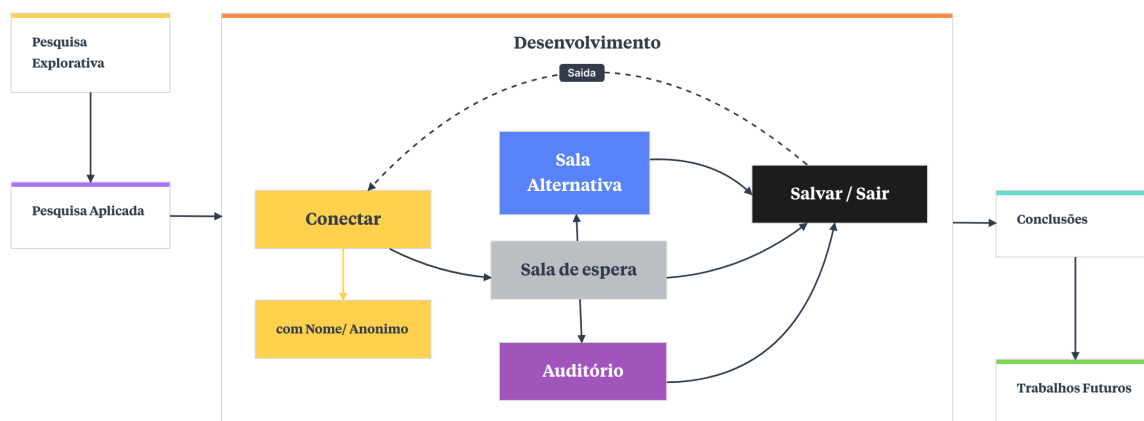 Pesquisa
Explorativa
Pesquisa Aplicada
Desenvolvimento
Saida
Sala
Alternativa
Salvar / Sair
Conectar
Sala de espera
com Nome/ Anonimo
Auditório
Conclusões
Trabalhos Futuros